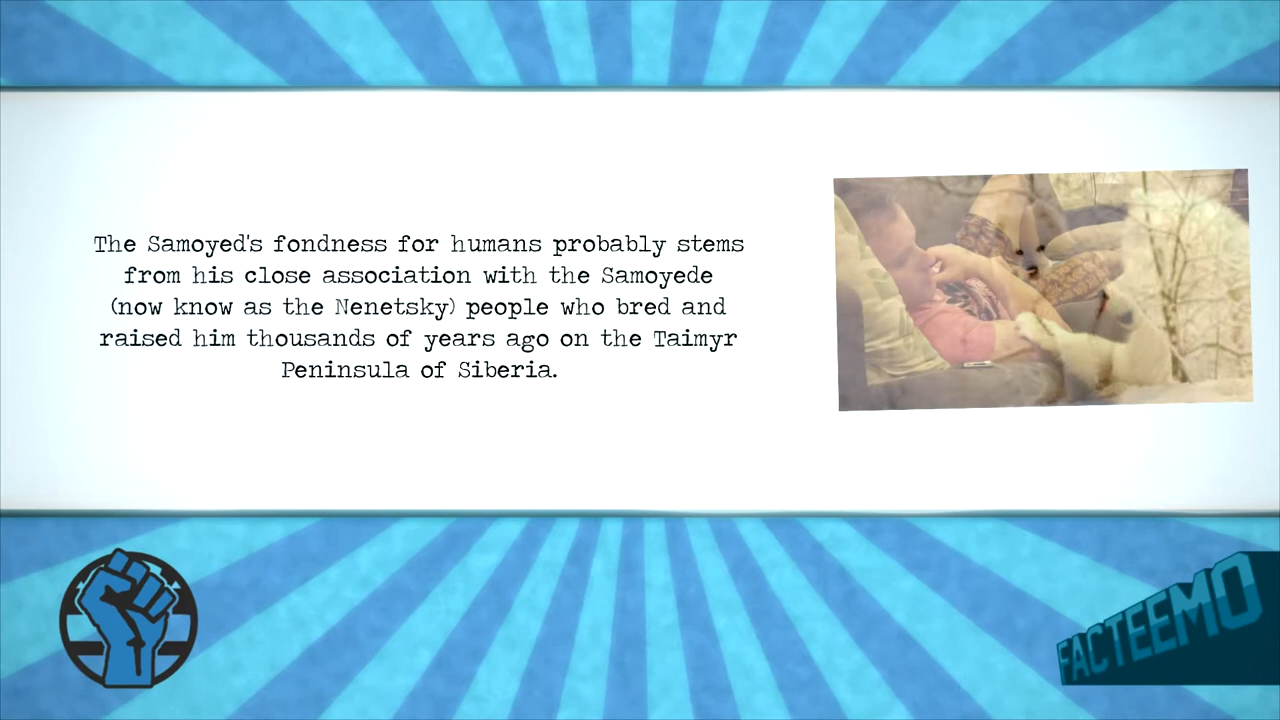 The Samoyed's fondness for humans probably stems
from his close association with the Samoyede
(now know as the Nenetsky) people who bred and
raised him thousands of years ago on the Taimyr
Peninsula of Siberia.
FACTEEMO